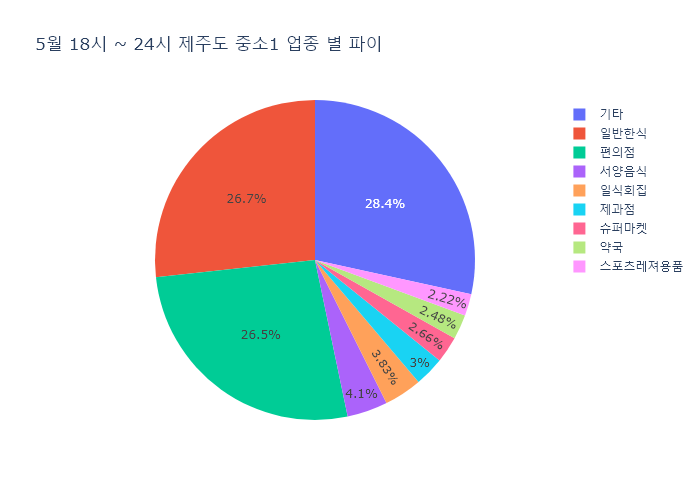 5월 18시 ~ 24시 제주도 중소1 업종 별 파이
기타
일반한식
편의점
서양음식
일식회집
제과점
슈퍼마켓
약국
스포츠레져용품
28.4%
26.7%
26.5%
4.1%
3.83%
3%
2.66%
2.48%
2.22%